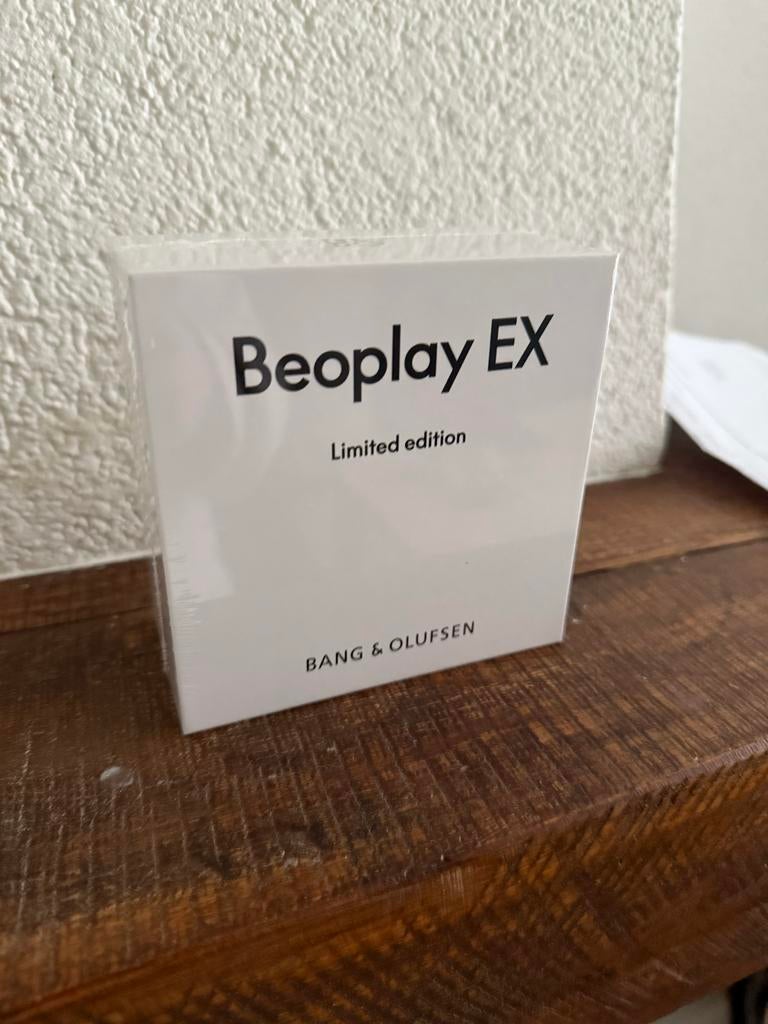 Beoplay EX
Limited edition
BANG & OLUFSEN